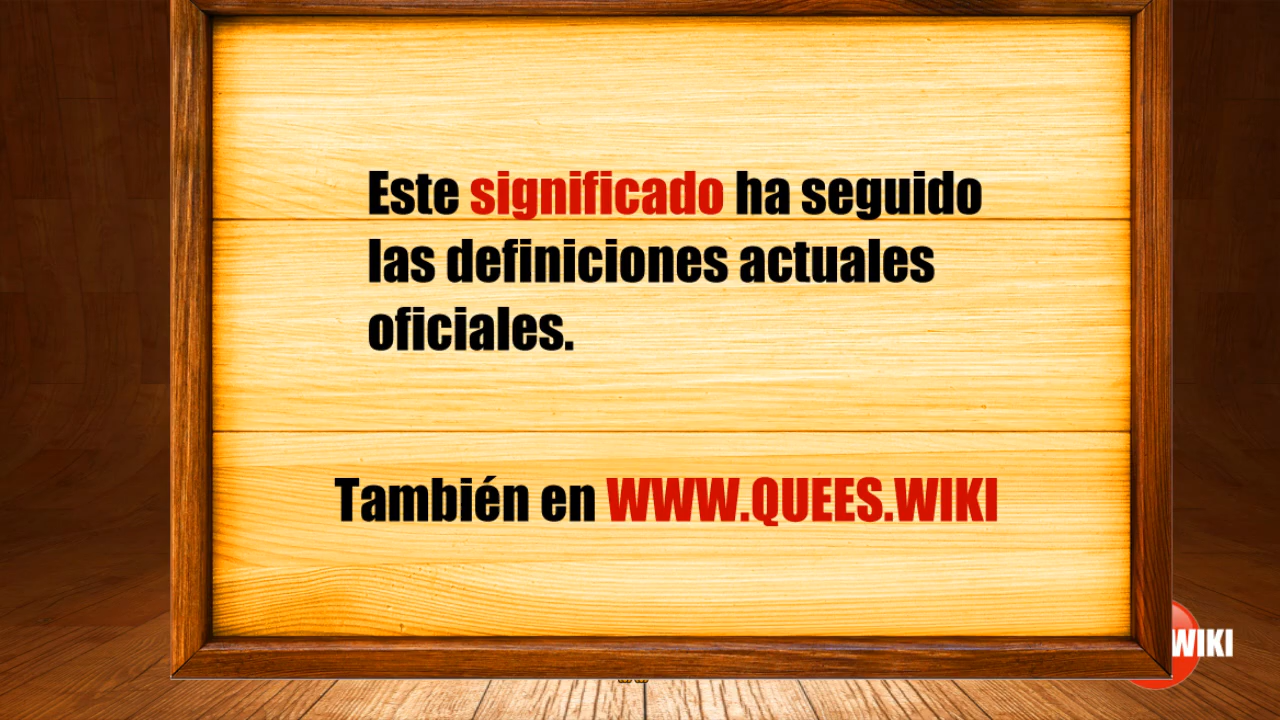 Este significado ha seguido
las definiciones actuales
oficiales.
También en WWW.QUEES.WIKI
WIKI